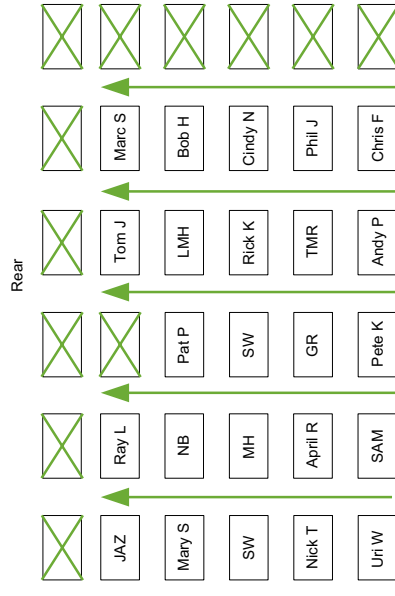 Rear
JAZ Ray L Tom J Marc S
Mary S NB Pat P LMH Bob H
SW MH SW Rick K Cindy N
Nick T April R GR TMR Phil J
Uri W SAM Pete K Andy P Chris F